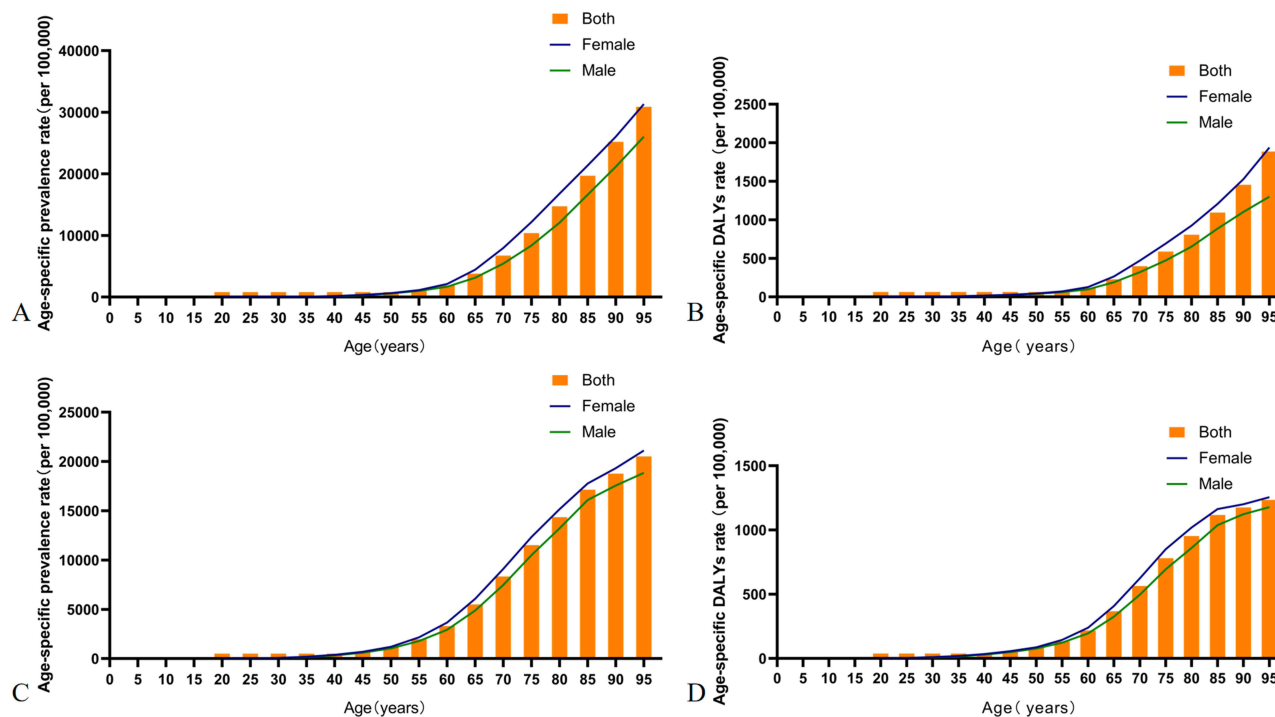 Both
Female
Male
Age-specific prevalence rate(per 100,000)
40000
30000
20000
10000
0
0 5 10 15 20 25 30 35 40 45 50 55 60 65 70 75 80 85 90 95
Age(years)
A
Both
Female
Male
Age-specific DALYs rate (per 100,000)
2500
2000
1500
1000
500
0
0 5 10 15 20 25 30 35 40 45 50 55 60 65 70 75 80 85 90 95
Age( years)
B
Both
Female
Male
Age-specific prevalence rate(per 100,000)
25000
20000
15000
10000
5000
0
0 5 10 15 20 25 30 35 40 45 50 55 60 65 70 75 80 85 90 95
Age(years)
C
Both
Female
Male
Age-specific DALYs rate (per 100,000)
1500
1000
500
0
0 5 10 15 20 25 30 35 40 45 50 55 60 65 70 75 80 85 90 95
Age( years)
D